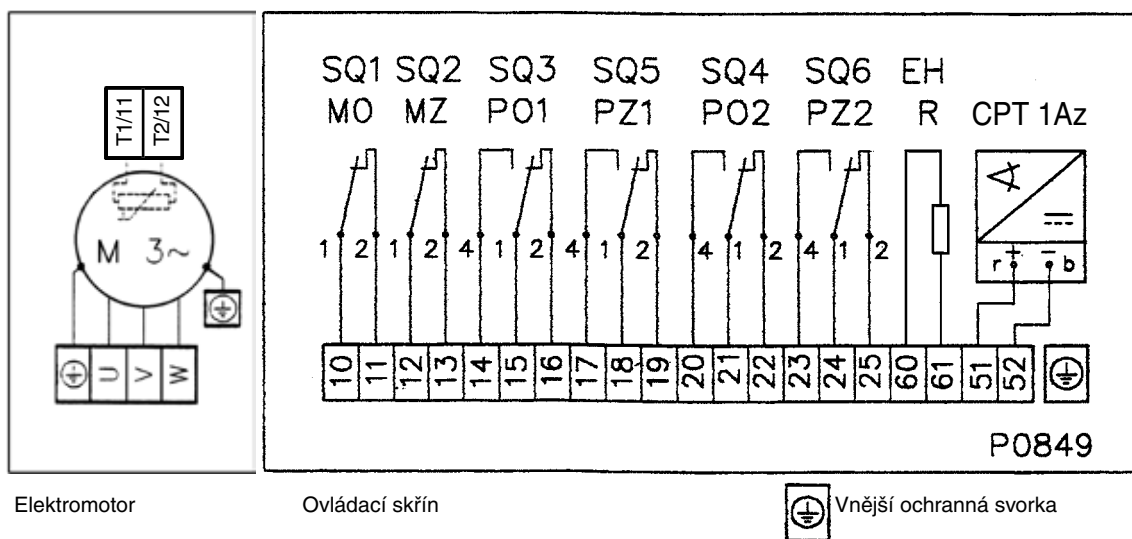 T1/11 T2/12
M 3~
U V W
SQ1 SQ2 SQ3 SQ5 SQ4 SQ6 EH
MO MZ PO1 PZ1 PO2 PZ2 R CPT 1Az
1 2 1 2 4 1 2 4 1 2 4 1 2 4 1 2
r + − b
10 11 12 13 14 15 16 17 18 19 20 21 22 23 24 25 60 61 51 52
P0849
Elektromotor Ovládací skřín Vnější ochranná svorka